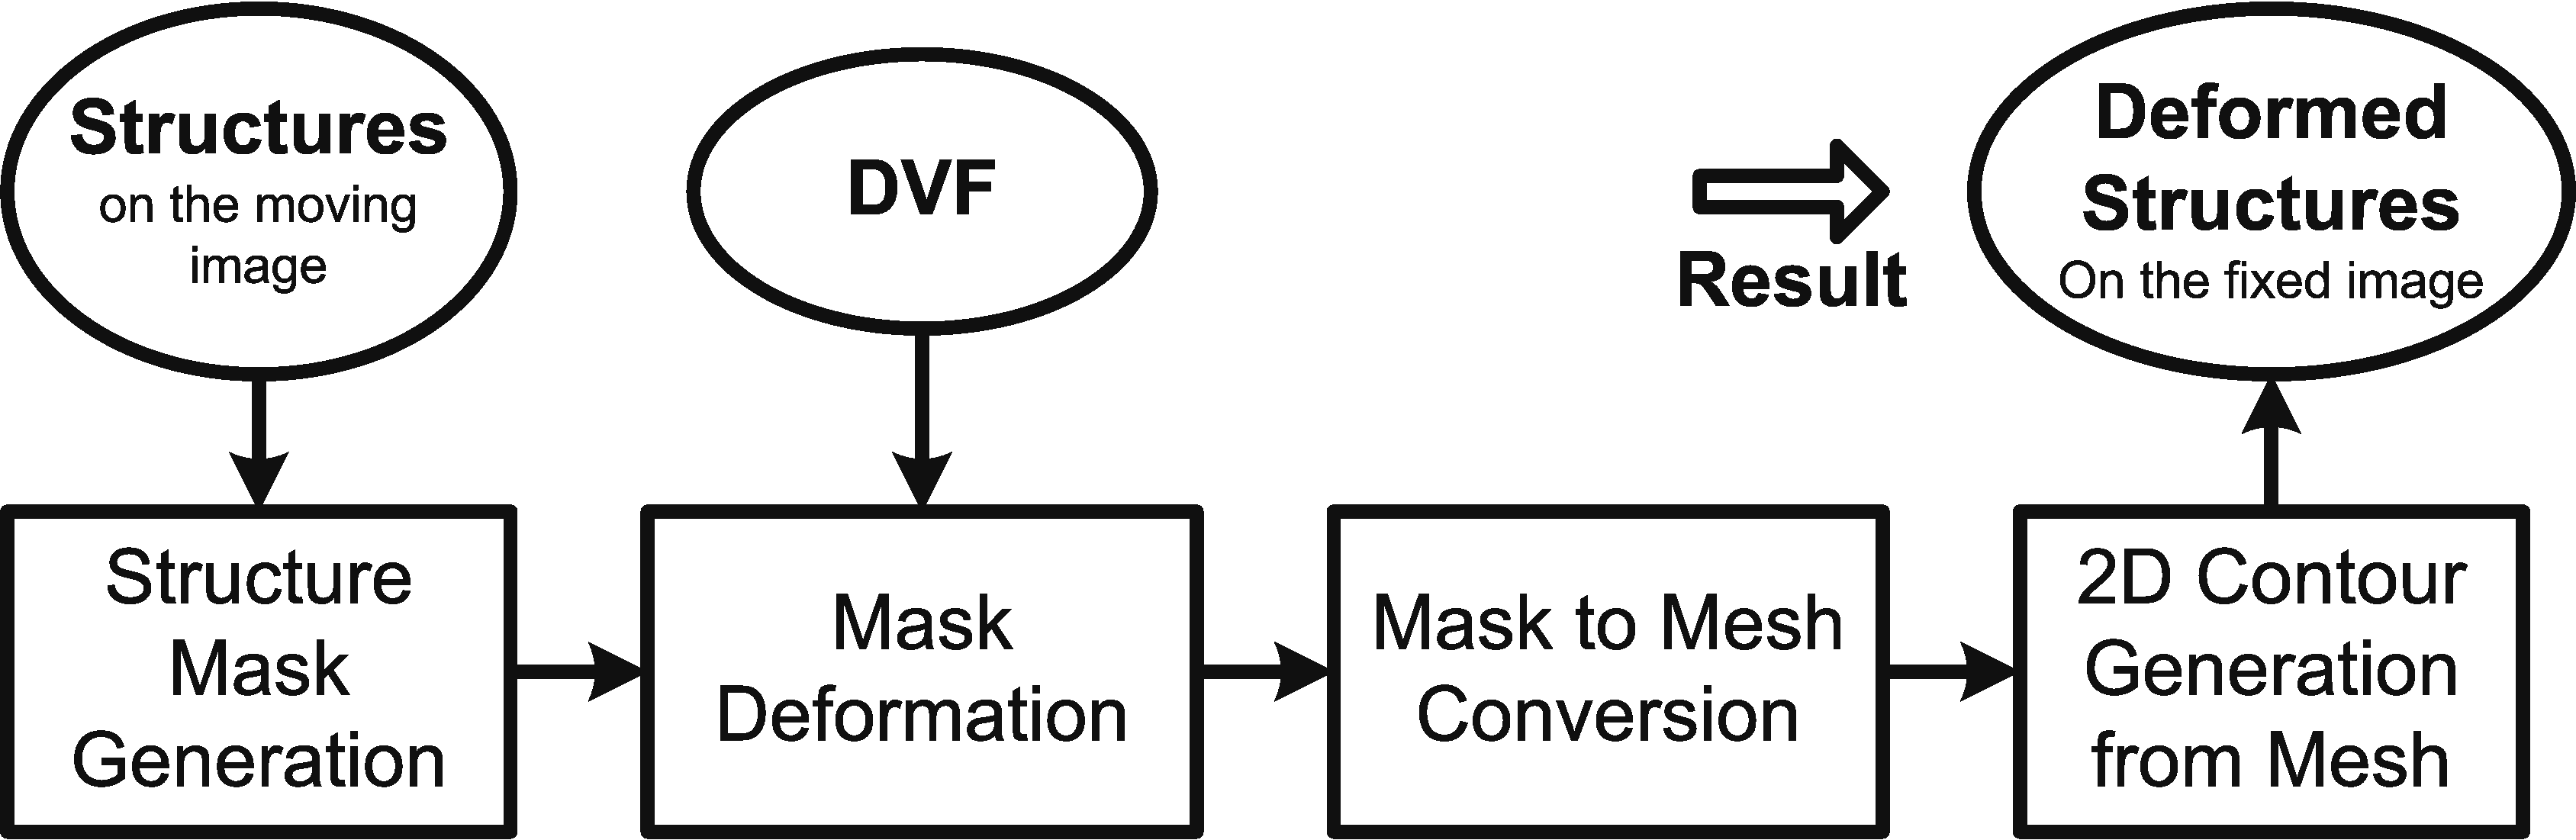 Structures
on the moving
image
DVF
Result
Deformed
Structures
On the fixed image
Structure
Mask
Generation
Mask
Deformation
Mask to Mesh
Conversion
2D Contour
Generation
from Mesh